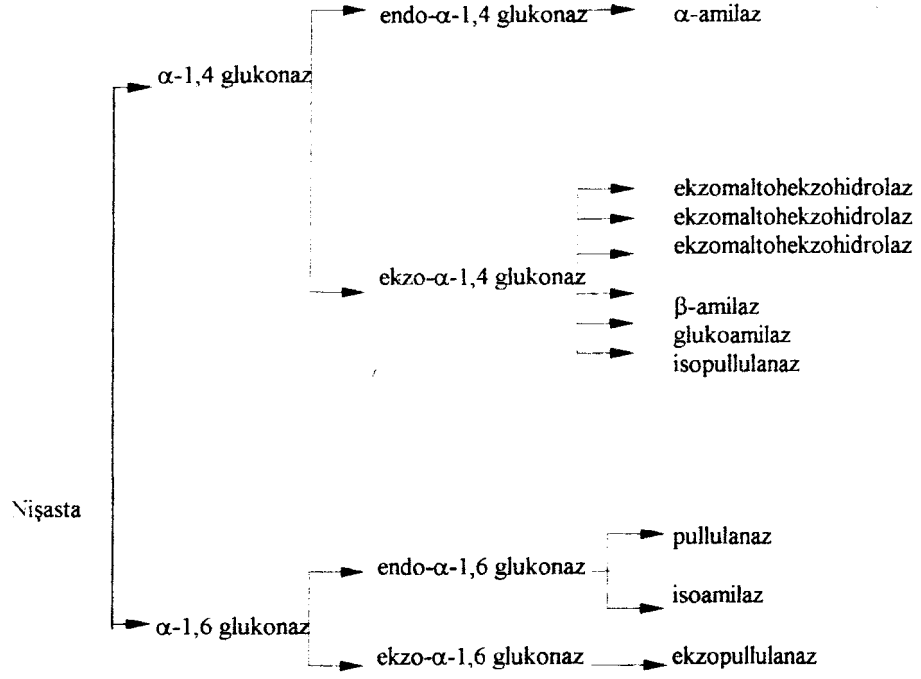 endo-α-1,4 glukonaz α-amilaz
α-1,4 glukonaz
ekzomaltohekzohidrolaz
ekzomaltohekzohidrolaz
ekzomaltohekzohidrolaz
ekzo-α-1,4 glukonaz
β-amilaz
glukoamilaz
isopullulanaz
Nişasta
pullulanaz
endo-α-1,6 glukonaz
isoamilaz
α-1,6 glukonaz
ekzo-α-1,6 glukonaz ekzopullulanaz